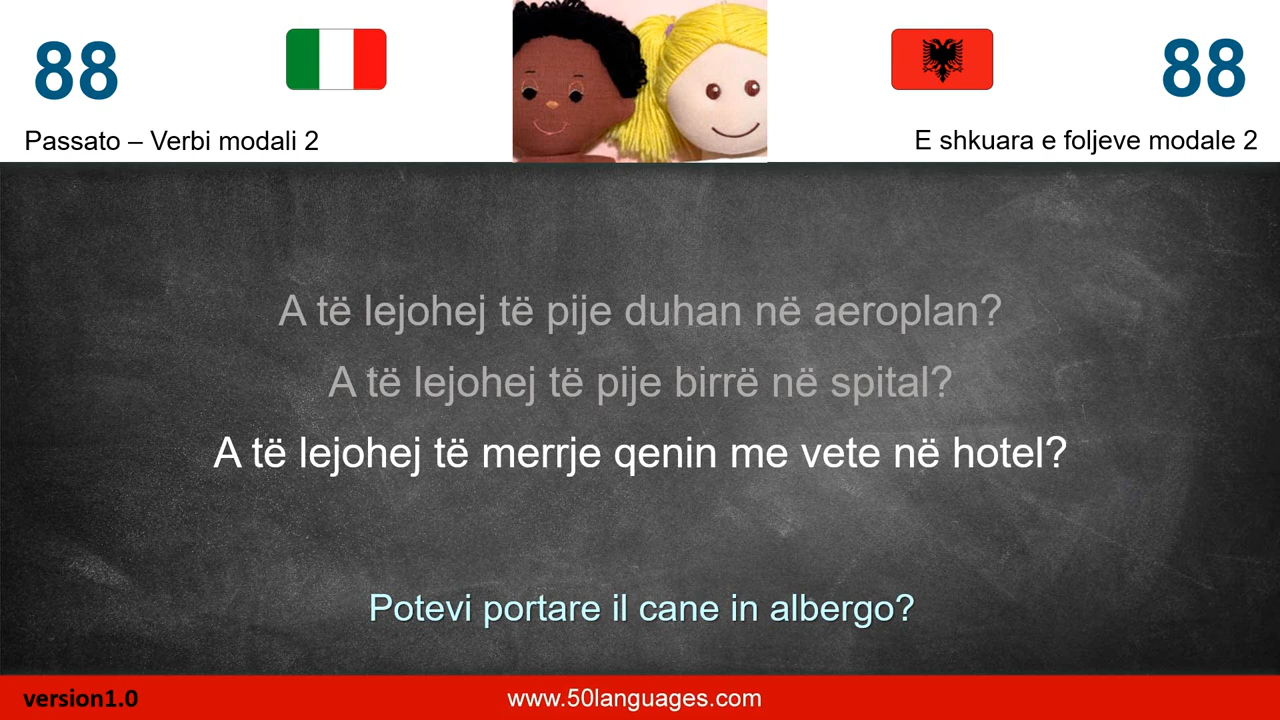 88
88
Passato – Verbi modali 2
E shkuara e foljeve modale 2
A të lejohej të pije duhan në aeroplan?
A të lejohej të pije birrë në spital?
A të lejohej të merrje qenin me vete në hotel?
Potevi portare il cane in albergo?
version1.0
www.50languages.com